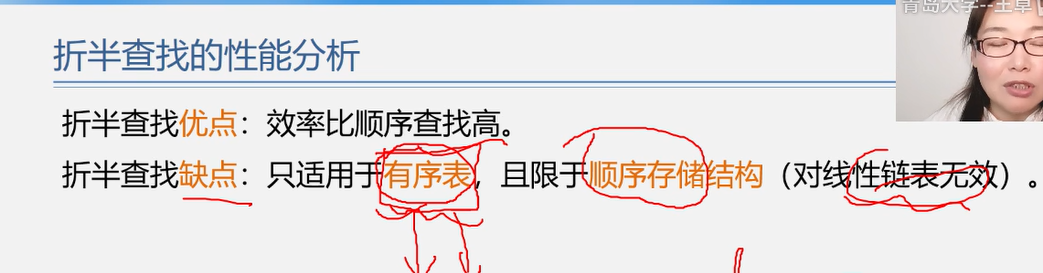 青岛大学--王卓
折半查找的性能分析
折半查找优点：效率比顺序查找高。
折半查找缺点：只适用于有序表，且限于顺序存储结构（对线性链表无效）。